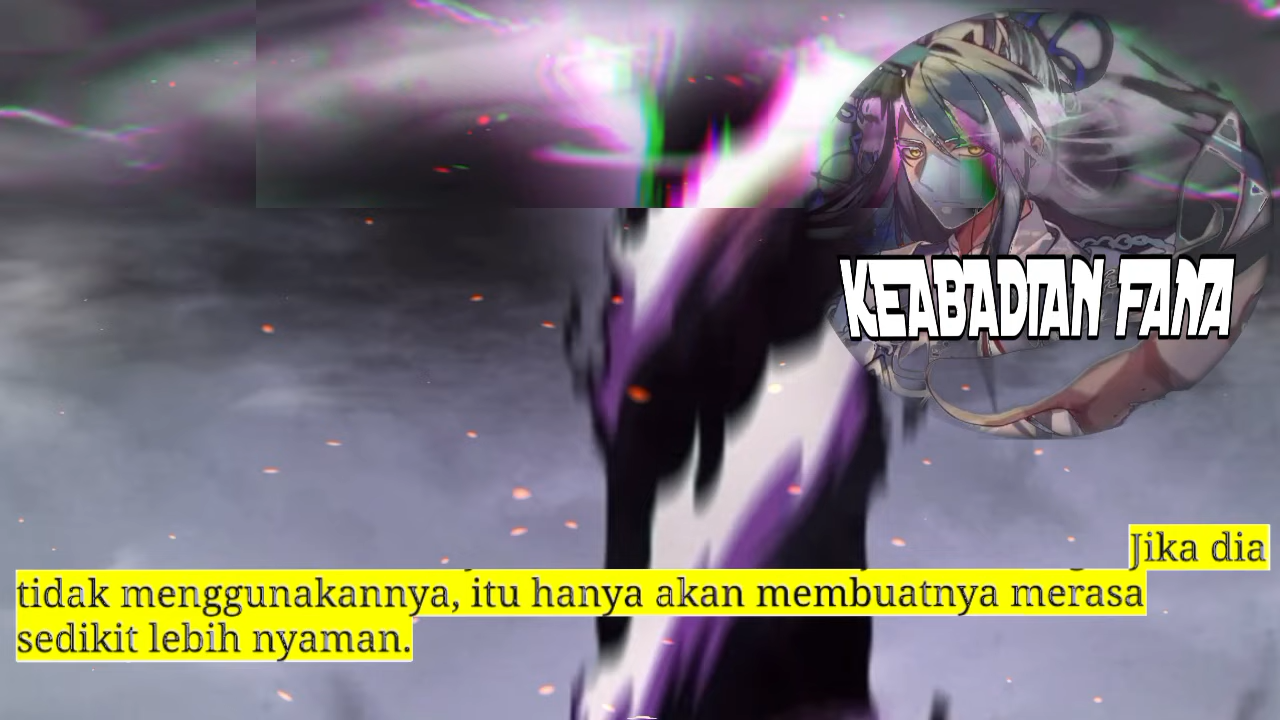 KEABADIAN FANA
Jika dia
tidak menggunakannya, itu hanya akan membuatnya merasa
sedikit lebih nyaman.